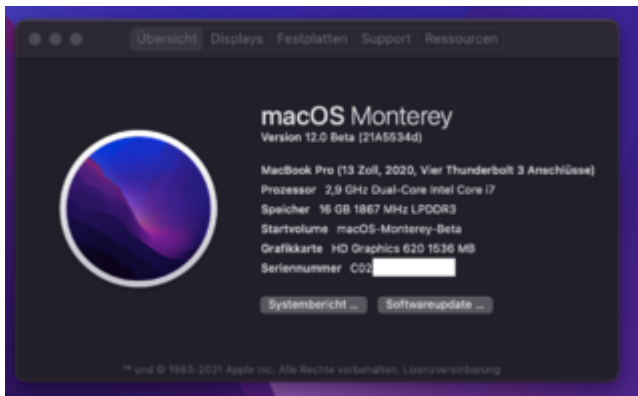 Übersicht Displays Festplatten Support Ressourcen
macOS Monterey
Version 12.0 Beta (21A5534d)
MacBook Pro (13 Zoll, 2020, Vier Thunderbolt 3 Anschlüsse)
Prozessor 2,9 GHz Dual-Core Intel Core i7
Speicher 16 GB 1867 MHz LPDDR3
Startvolume macOS-Monterey-Beta
Grafikkarte HD Graphics 620 1536 MB
Seriennummer C02
Systembericht ... Softwareupdate ...
™ und © 1983-2021 Apple Inc. Alle Rechte vorbehalten. Lizenzvereinbarung